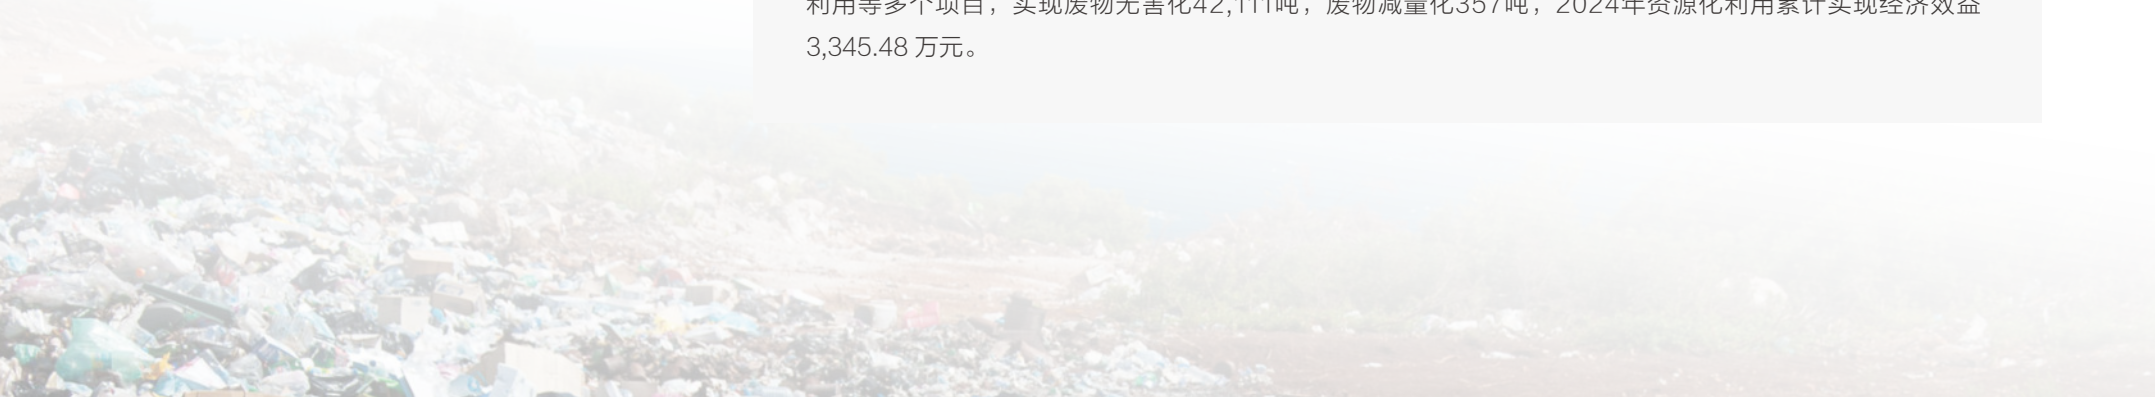 利用等多个项目，实现废物无害化42,111吨，废物减量化357吨，2024年资源化利用累计实现经济效益
3,345.48 万元。